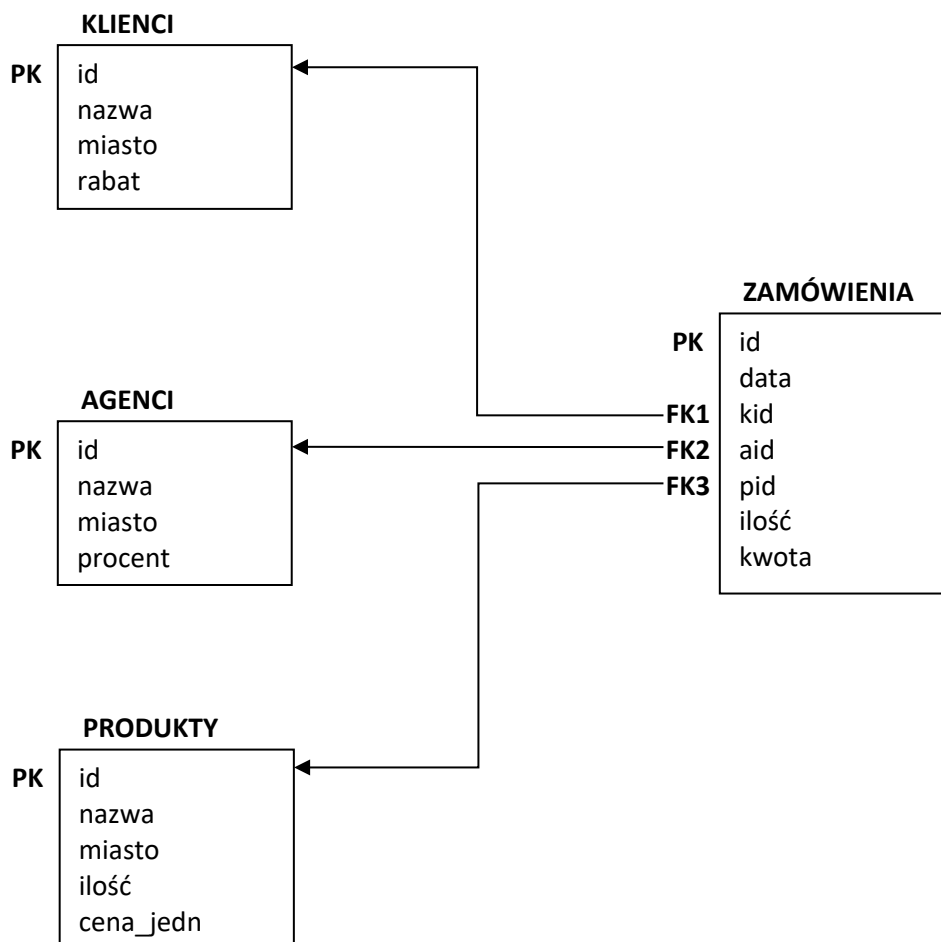 KLIENCI
PK id
nazwa
miasto
rabat
ZAMÓWIENIA
PK id
data
FK1 kid
FK2 aid
FK3 pid
ilość
kwota
AGENCI
PK id
nazwa
miasto
procent
PRODUKTY
PK id
nazwa
miasto
ilość
cena_jedn